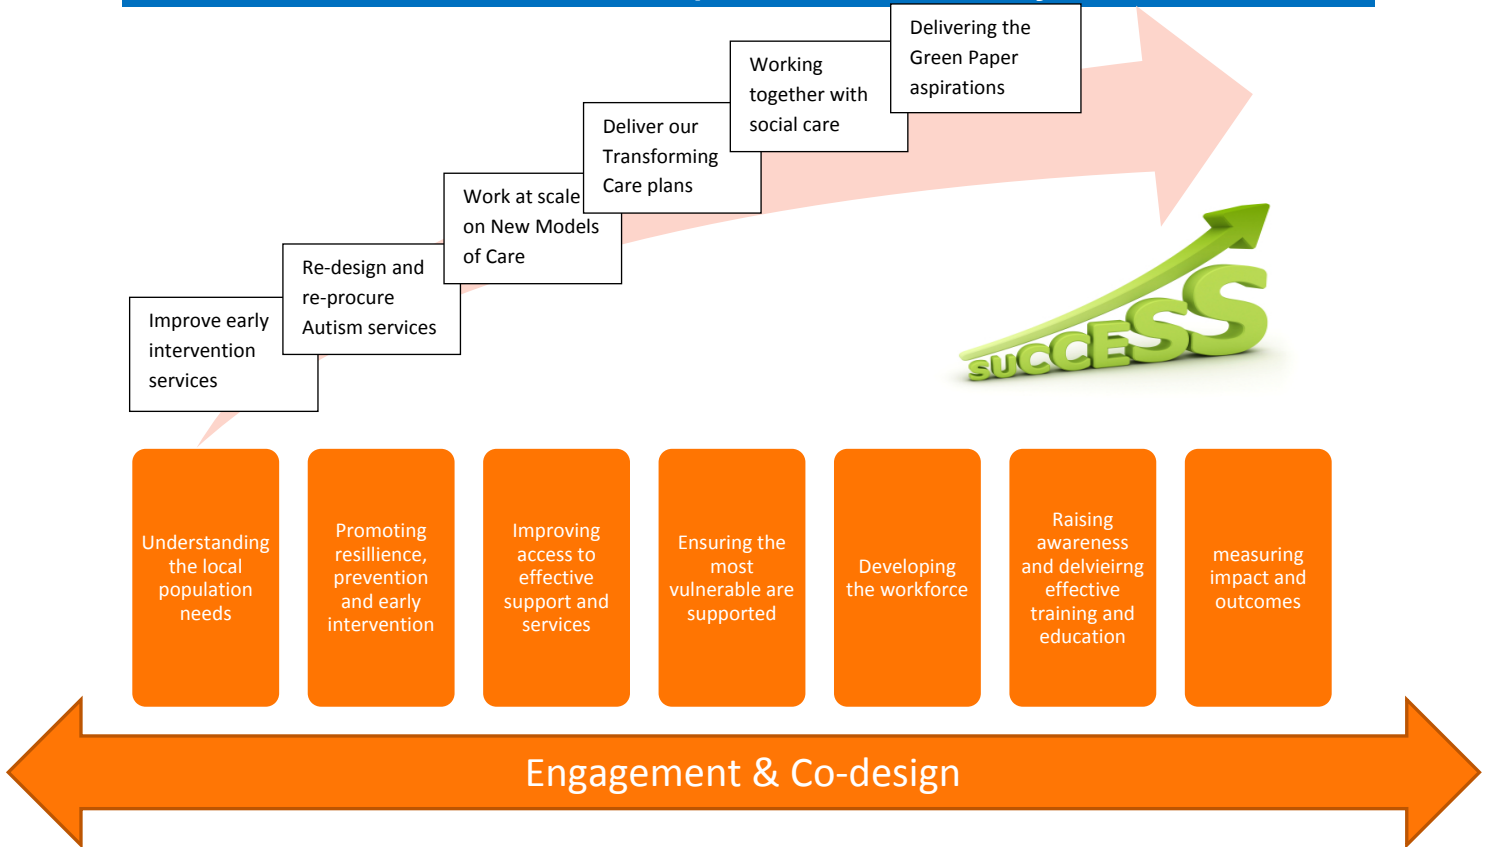 Delivering the
Green Paper
aspirations
Working
together with
social care
Deliver our
Transforming
Care plans
Work at scale
on New Models
of Care
Re-design and
re-procure
Autism services
Improve early
intervention
services
SUCCESS
Understanding
the local
population
needs
Promoting
resillience,
prevention
and early
intervention
Improving
access to
effective
support and
services
Ensuring the
most
vulnerable are
supported
Developing
the workforce
Raising
awareness
and delvieirng
effective
training and
education
measuring
impact and
outcomes
Engagement & Co-design